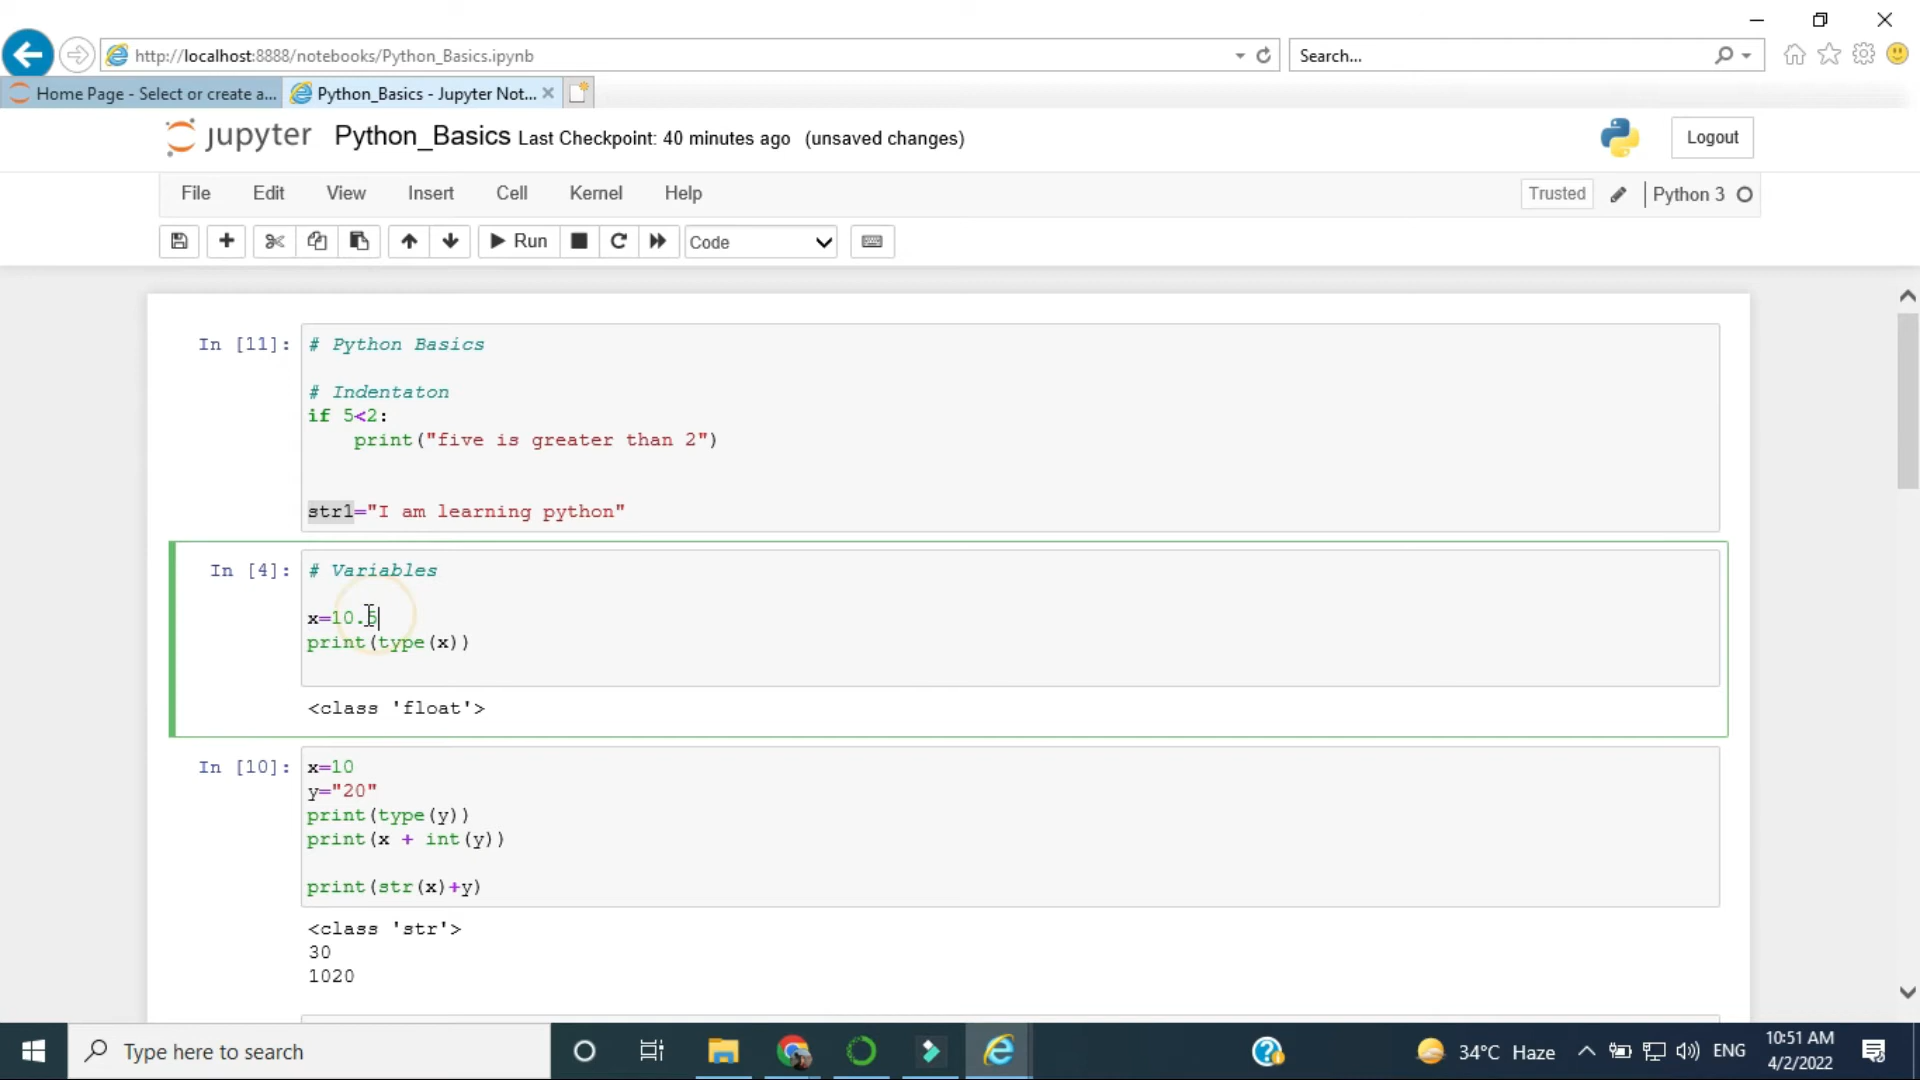 http://localhost:8888/notebooks/Python_Basics.ipynb
Search...
Home Page - Select or create a...
Python_Basics - Jupyter Not...
jupyter Python_Basics Last Checkpoint: 40 minutes ago (unsaved changes)
Logout
File Edit View Insert Cell Kernel Help
Trusted
Python 3
Run
Code
In [11]:
# Python Basics
# Indentaton
if 5<2:
    print("five is greater than 2")
str1="I am learning python"
In [4]:
# Variables
x=10.5
print(type(x))
<class 'float'>
In [10]:
x=10
y="20"
print(type(y))
print(x + int(y))
print(str(x)+y)
<class 'str'>
30
1020
Type here to search
34°C Haze
ENG
10:51 AM
4/2/2022